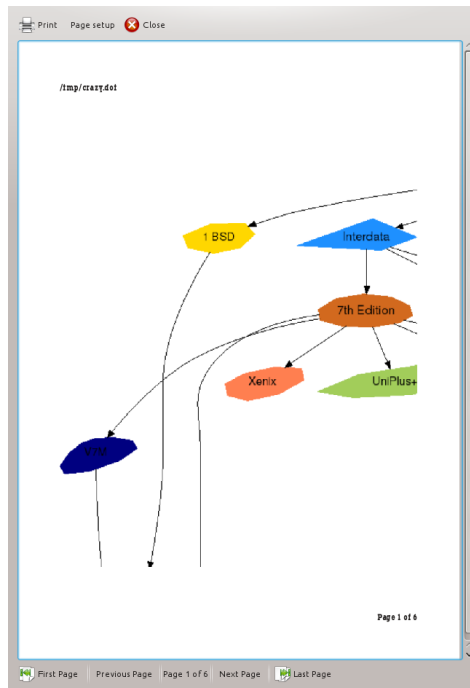 Print Page setup Close
/tmp/crazy.dot
1 BSD
Interdata
7th Edition
Xenix
UniPlus+
Page 1 of 6
First Page Previous Page Page 1 of 6 Next Page Last Page